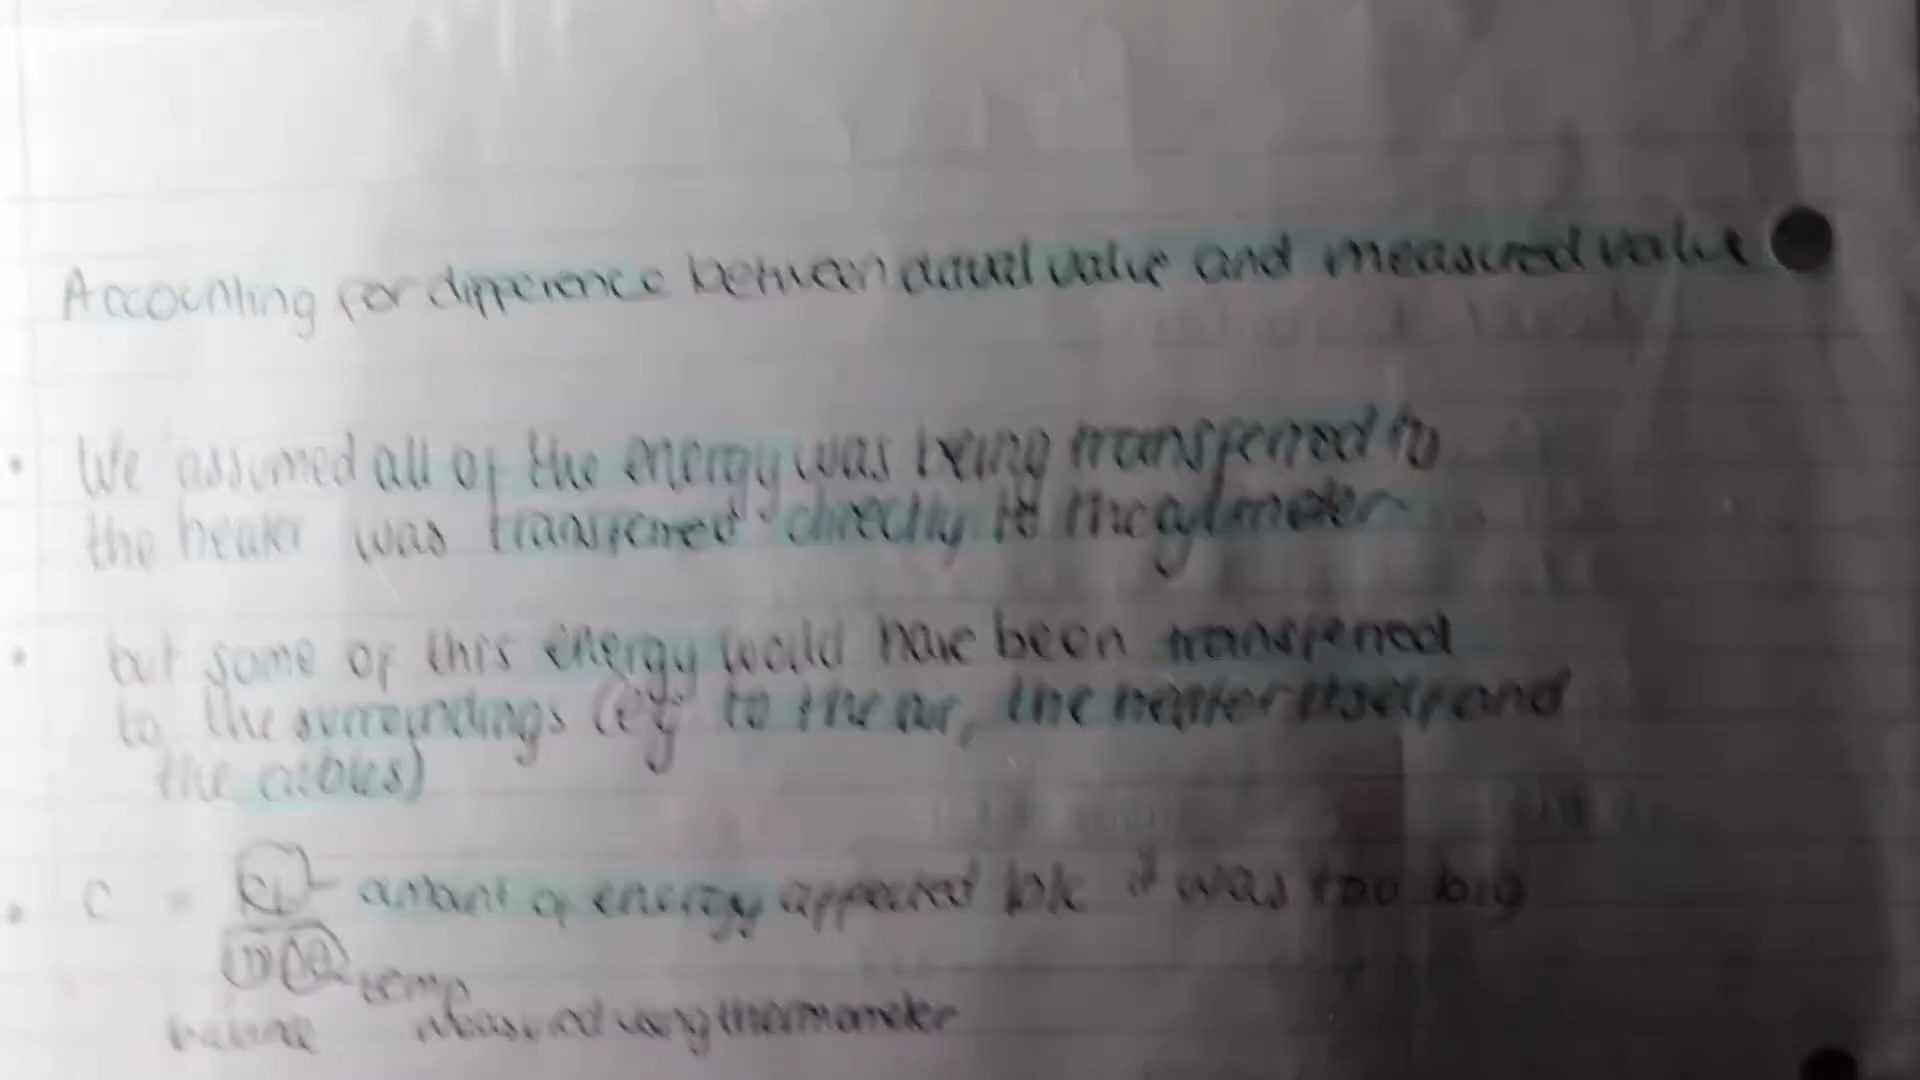 Accounting for difference between actual value and measured value
• We assumed all of the energy was being transferred to
the heater was transferred directly to the
• but some of this energy would have been transferred
to the surroundings (eg to the air, the heater itself and
the cables)
• C = amount of energy appeared it was too big
temp
measured using thermometer